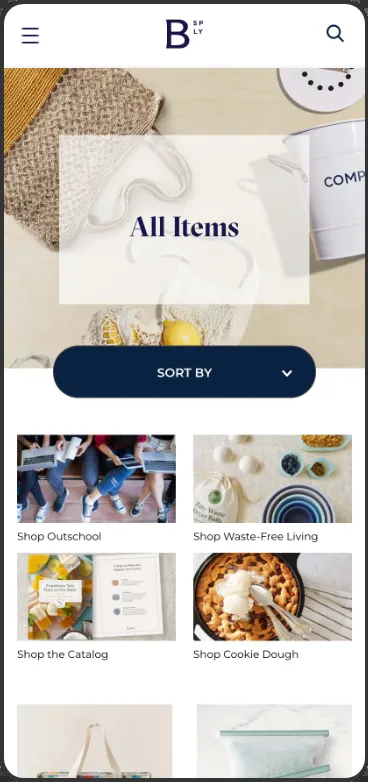 B
SP
LY
COMP
All Items
SORT BY
Shop Outschool
Shop Waste-Free Living
Shop the Catalog
Shop Cookie Dough